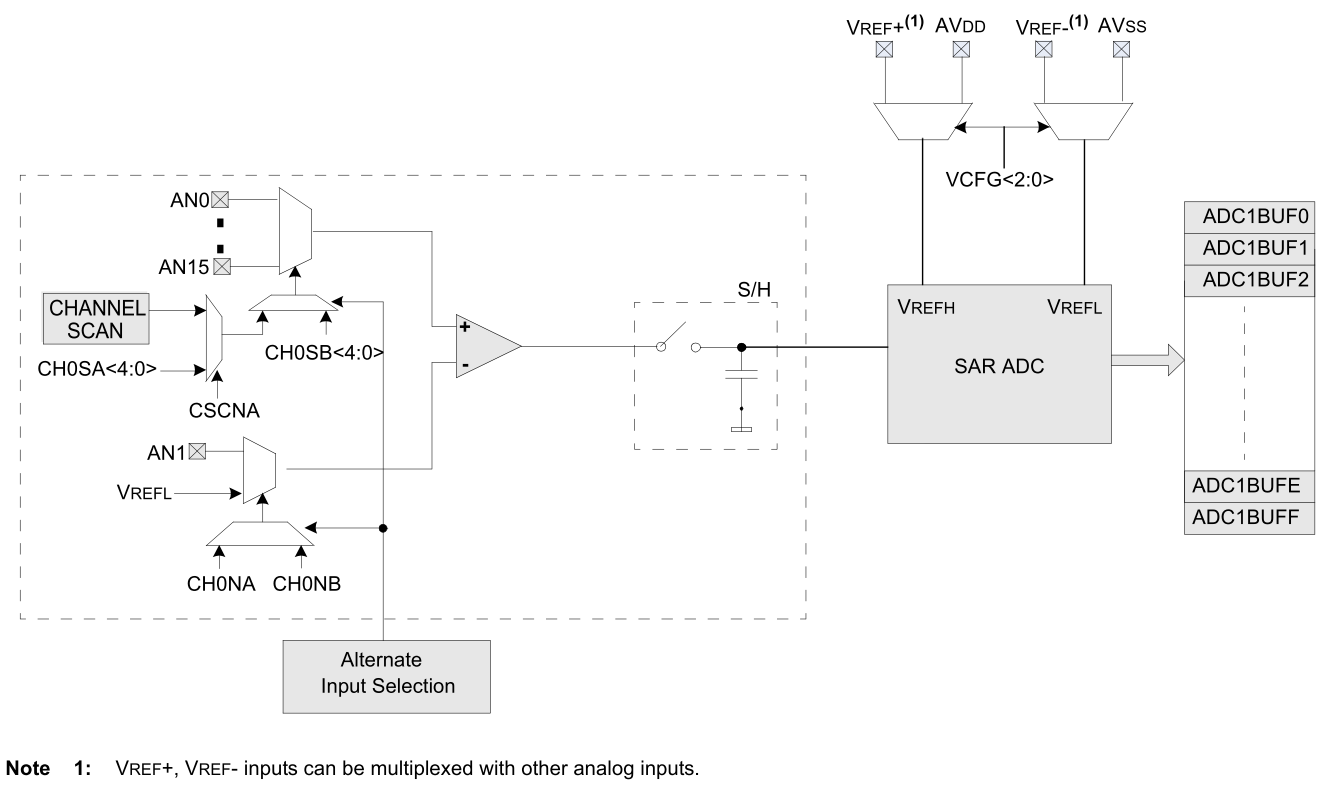 VREF+(1) AVDD VREF-(1) AVSS
VCFG<2:0>
AN0
AN15
CHANNEL
SCAN
CH0SA<4:0>
CSCNA
CH0SB<4:0>
+
-
S/H
VREFH VREFL
SAR ADC
ADC1BUF0
ADC1BUF1
ADC1BUF2
ADC1BUFE
ADC1BUFF
AN1
VREFL
CH0NA CH0NB
Alternate
Input Selection
Note 1: VREF+, VREF- inputs can be multiplexed with other analog inputs.